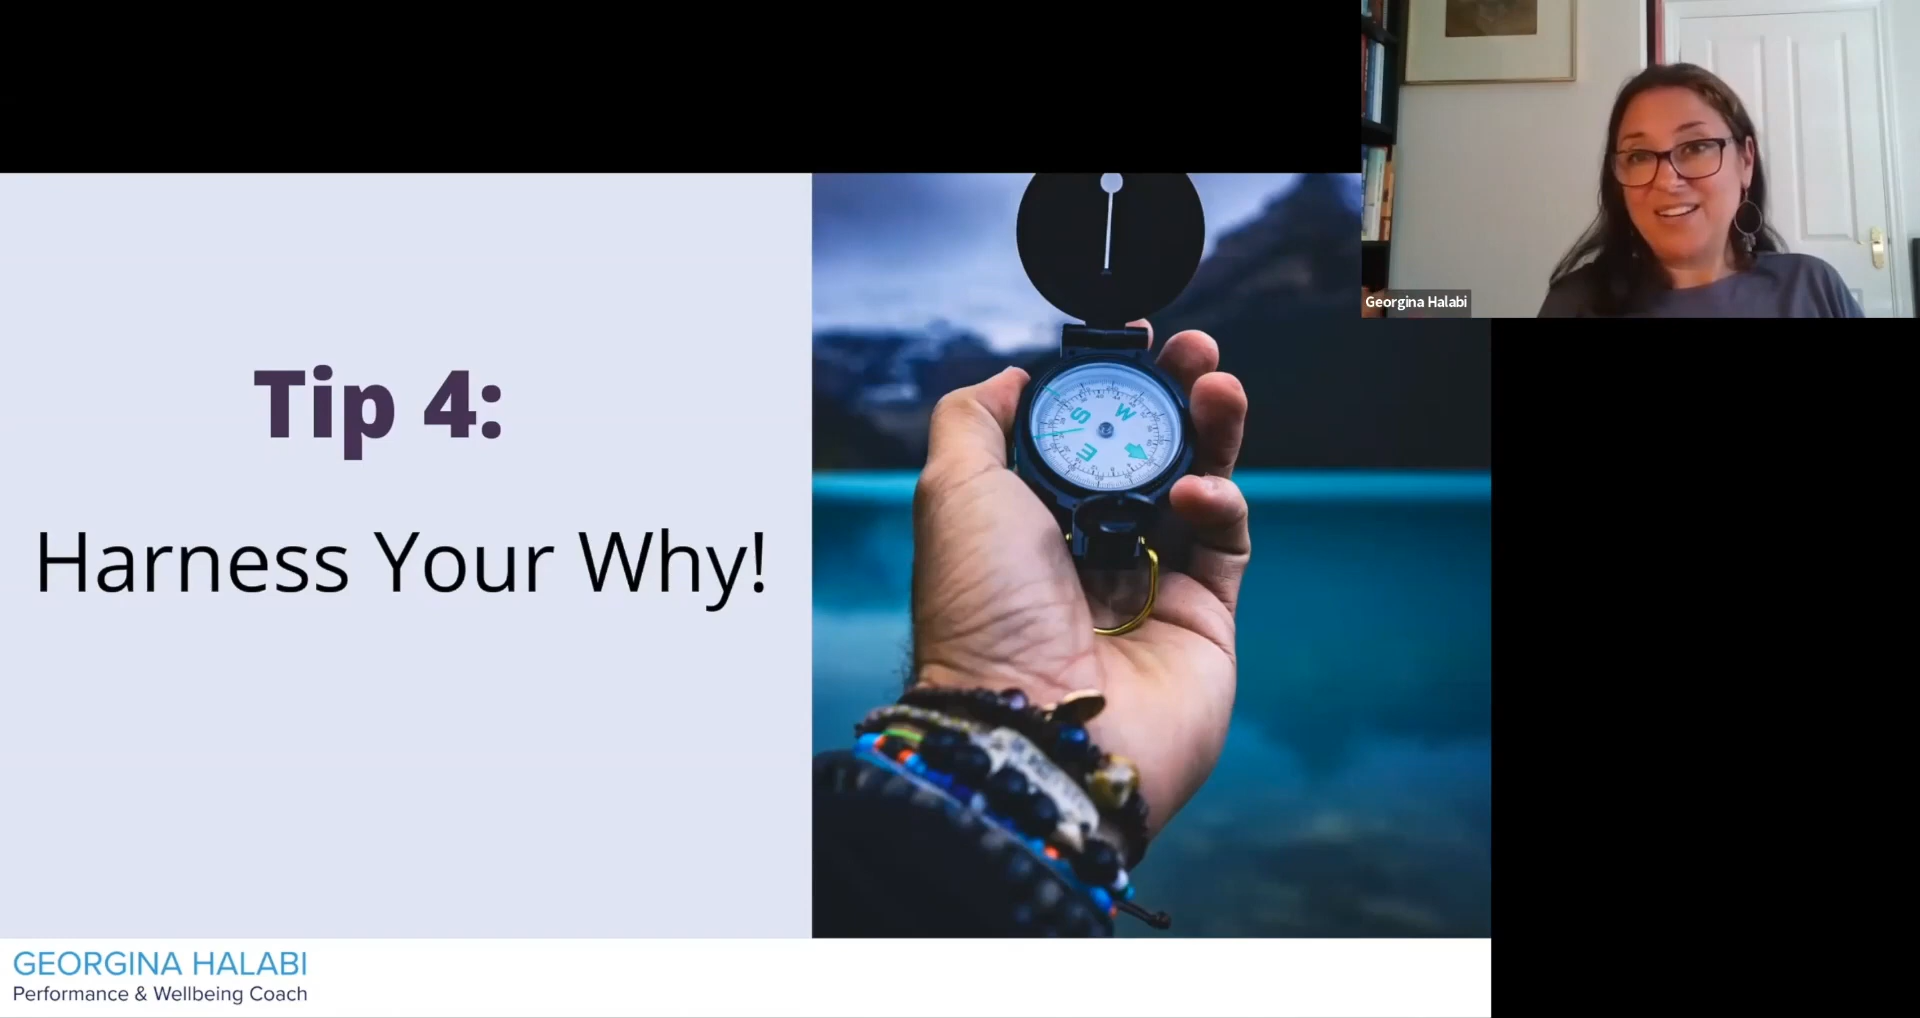 Tip 4:
Harness Your Why!
S
W
E
Georgina Halabi
GEORGINA HALABI
Performance & Wellbeing Coach